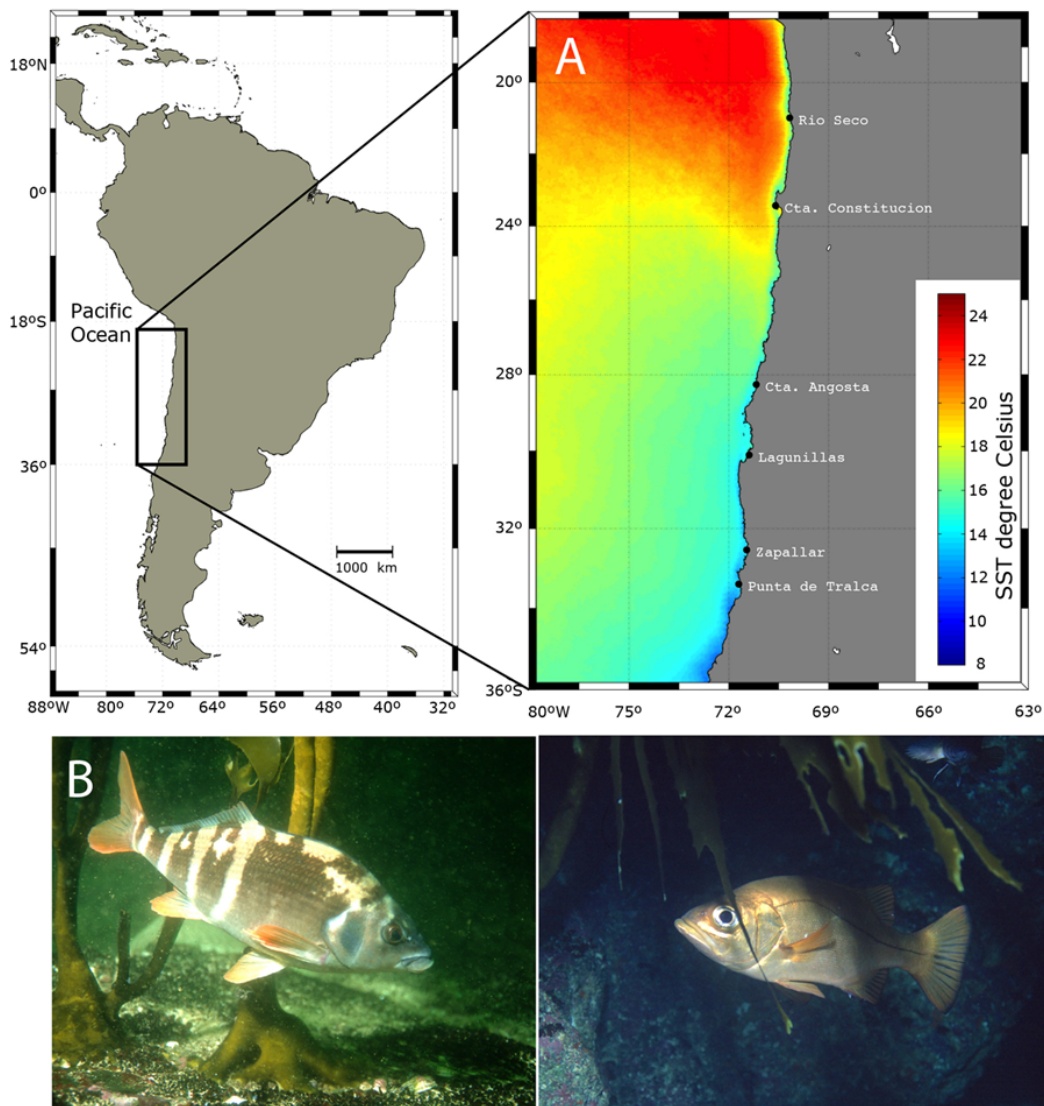 18ºN
0º
18ºS
36º
54º
88ºW
80º
72º
64º
56º
48º
40º
32º
Pacific
Ocean
1000 km
A
20º
24º
28º
32º
36ºS
80ºW
75º
72º
69º
66º
63º
Rio Seco
Cta. Constitucion
Cta. Angosta
Lagunillas
Zapallar
Punta de Tralca
24
22
20
18
16
14
12
10
8
SST degree Celsius
B